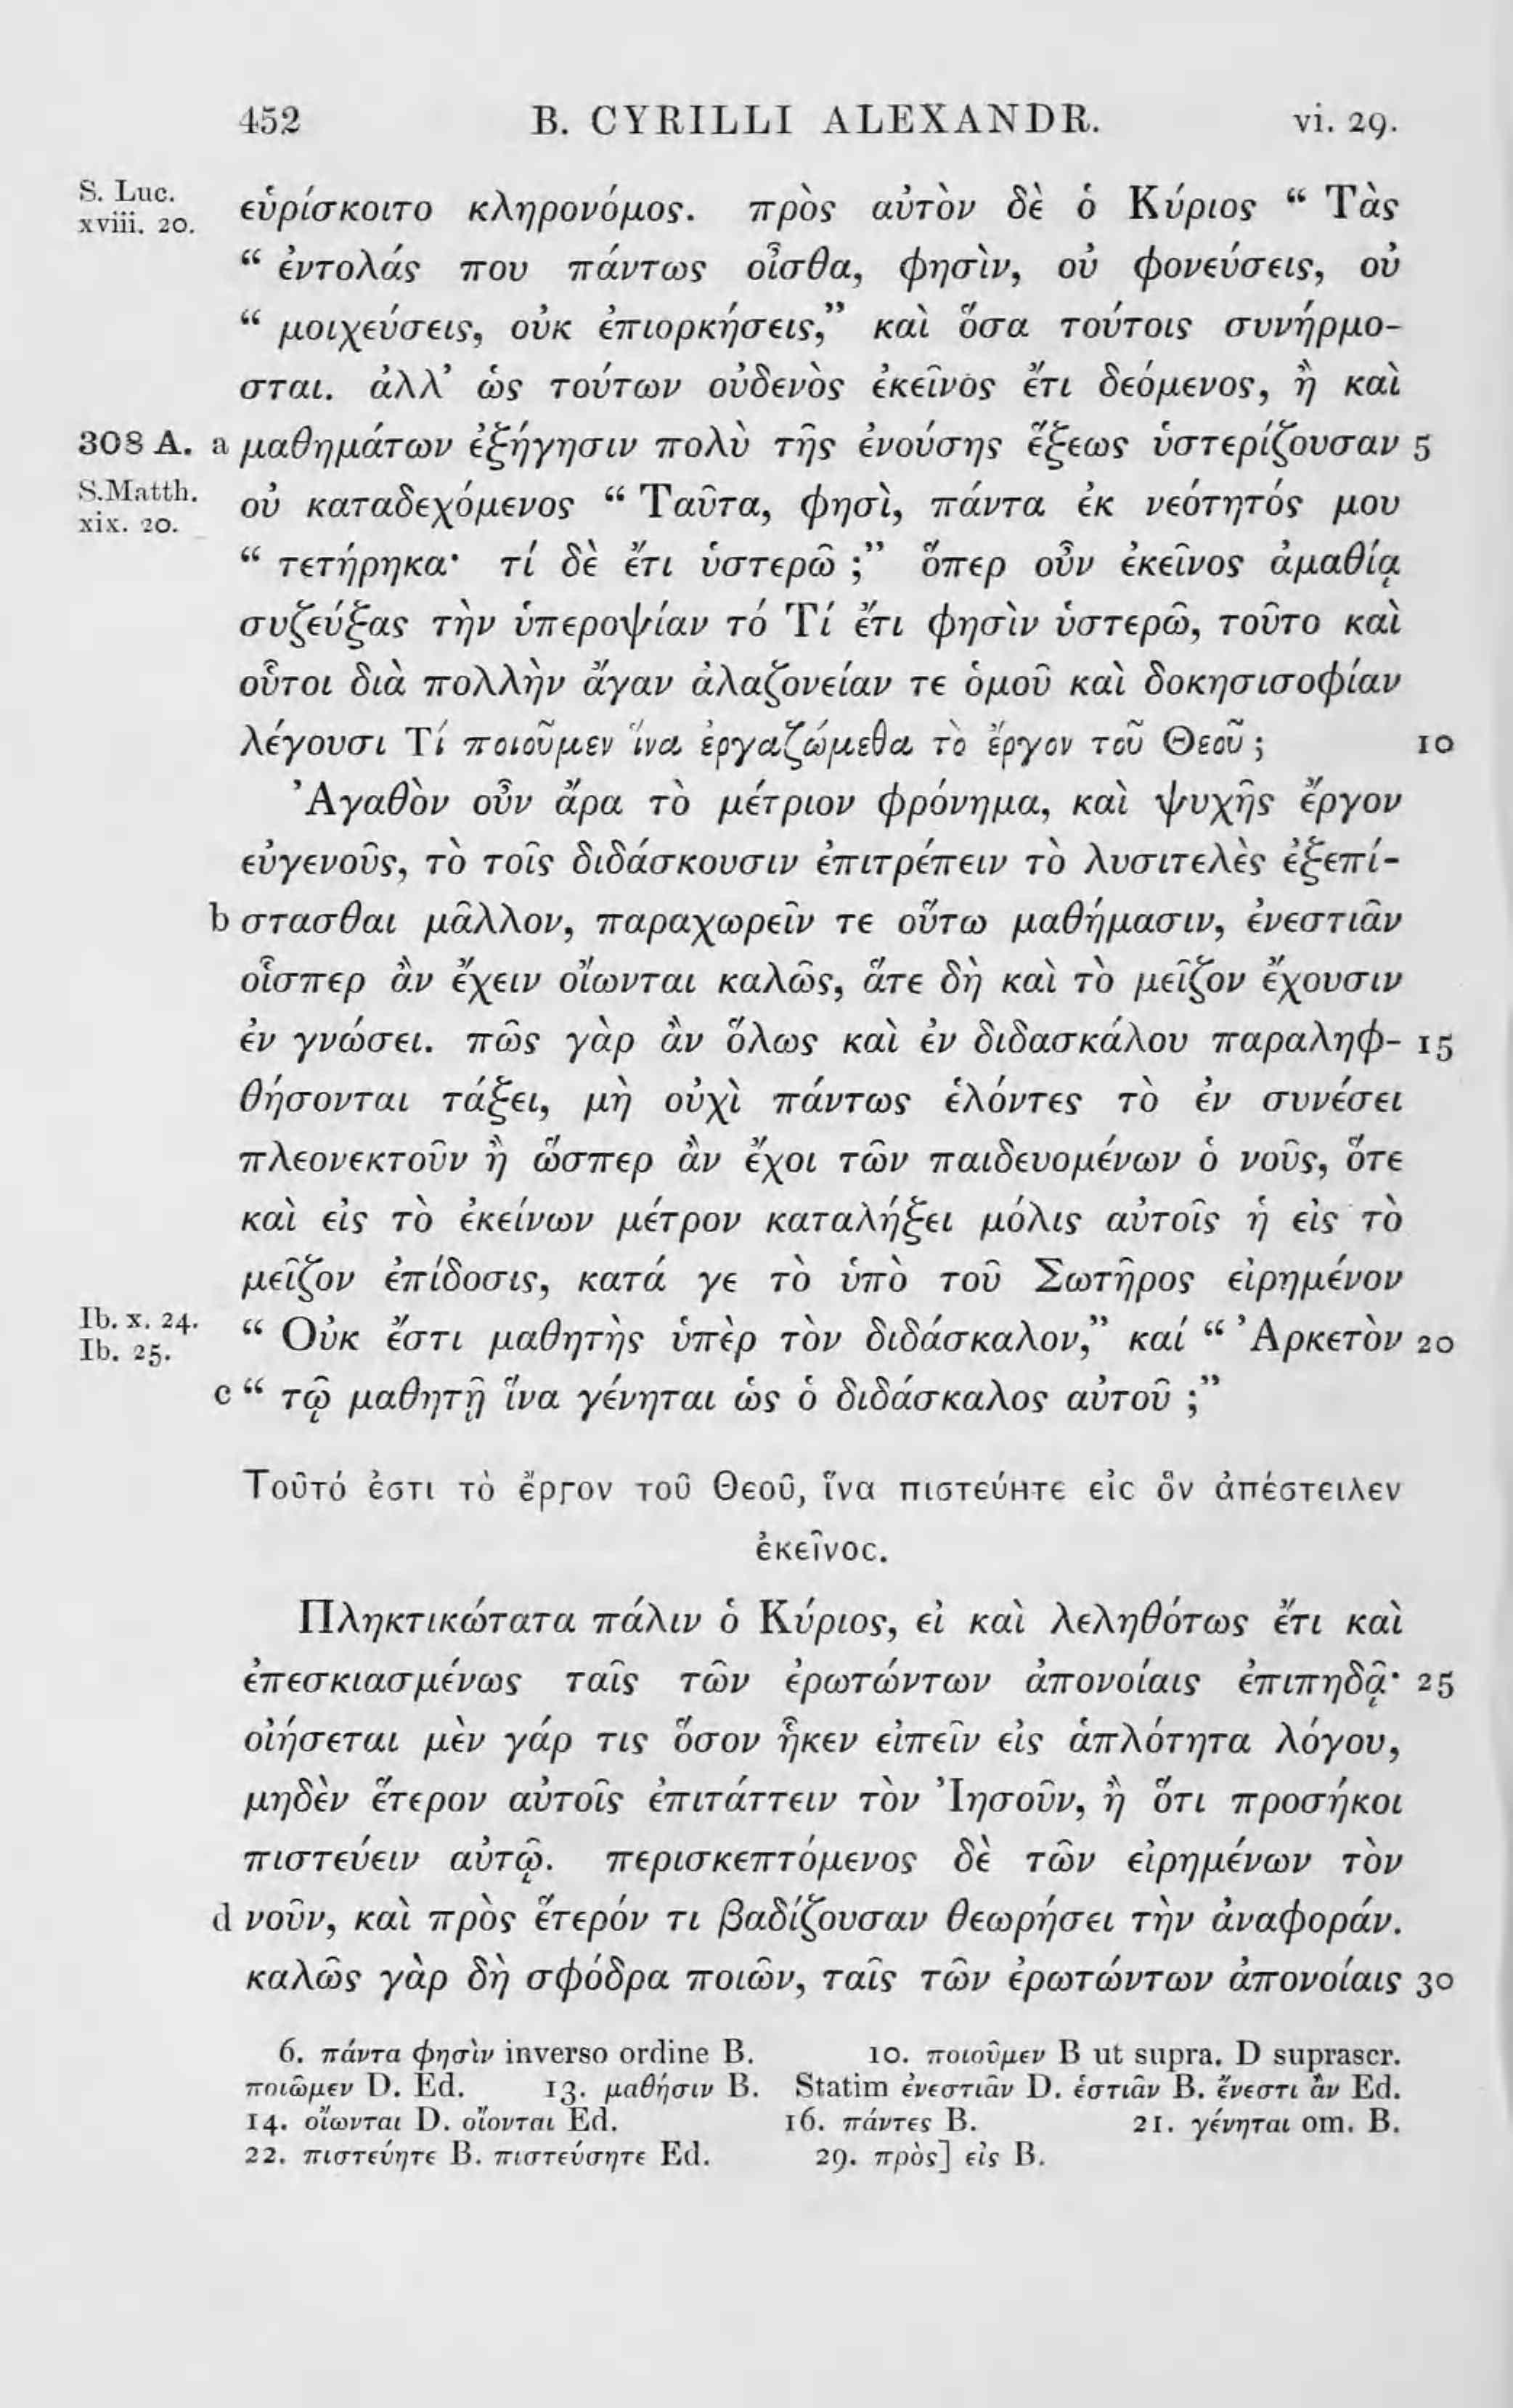 452 B. CYRILLI ALEXANDR. vi. 29.
S. Luc. xviii. 20. εὑρίσκοιτο κληρονόμος. πρὸς αὐτὸν δὲ ὁ Κύριος “ Τὰς
“ ἐντολάς που πάντως οἶσθα, φησὶν, οὐ φονεύσεις, οὐ
“ μοιχεύσεις, οὐκ ἐπιορκήσεις,” καὶ ὅσα τούτοις συνήρμο-
σται. ἀλλ’ ὡς τούτων οὐδενὸς ἐκεῖνος ἔτι δεόμενος, ἢ καὶ
308 A. a μαθημάτων ἐξήγησιν πολὺ τῆς ἐνούσης ἕξεως ὑστερίζουσαν 5
S.Matth. xix. 20. οὐ καταδεχόμενος “ Ταῦτα, φησὶ, πάντα ἐκ νεότητός μου
“ τετήρηκα· τί δὲ ἔτι ὑστερῶ ;” ὅπερ οὖν ἐκεῖνος ἀμαθίᾳ
συζεύξας τὴν ὑπεροψίαν τό Τί ἔτι φησὶν ὑστερῶ, τοῦτο καὶ
οὗτοι διὰ πολλὴν ἄγαν ἀλαζονείαν τε ὁμοῦ καὶ δοκησισοφίαν
λέγουσι Τί ποιοῦμεν ἵνα ἐργαζώμεθα τὸ ἔργον τοῦ Θεοῦ ; 10
Ἀγαθὸν οὖν ἄρα τὸ μέτριον φρόνημα, καὶ ψυχῆς ἔργον
εὐγενοῦς, τὸ τοῖς διδάσκουσιν ἐπιτρέπειν τὸ λυσιτελὲς ἐξεπί-
b στασθαι μᾶλλον, παραχωρεῖν τε οὕτω μαθήμασιν, ἐνεστιᾶν
οἷσπερ ἂν ἔχειν οἴωνται καλῶς, ἅτε δὴ καὶ τὸ μεῖζον ἔχουσιν
ἐν γνώσει. πῶς γὰρ ἂν ὅλως καὶ ἐν διδασκάλου παραληφ- 15
θήσονται τάξει, μὴ οὐχὶ πάντως ἑλόντες τὸ ἐν συνέσει
πλεονεκτοῦν ἢ ὥσπερ ἂν ἔχοι τῶν παιδευομένων ὁ νοῦς, ὅτε
καὶ εἰς τὸ ἐκείνων μέτρον καταλήξει μόλις αὐτοῖς ἡ εἰς τὸ
μεῖζον ἐπίδοσις, κατά γε τὸ ὑπὸ τοῦ Σωτῆρος εἰρημένον
Ib. x. 24. “ Οὐκ ἔστι μαθητὴς ὑπὲρ τὸν διδάσκαλον,” καί “ Ἀρκετὸν 20
Ib. 25. c “ τῷ μαθητῇ ἵνα γένηται ὡς ὁ διδάσκαλος αὐτοῦ ;”
Τοῦτό ἐστι τὸ ἔργον τοῦ Θεοῦ, ἵνα πιστεύητε εἰς ὃν ἀπέστειλεν
ἐκεῖνος.
Πληκτικώτατα πάλιν ὁ Κύριος, εἰ καὶ λεληθότως ἔτι καὶ
ἐπεσκιασμένως ταῖς τῶν ἐρωτώντων ἀπονοίαις ἐπιπηδᾷ· 25
οἰήσεται μὲν γάρ τις ὅσον ἧκεν εἰπεῖν εἰς ἁπλότητα λόγου,
μηδὲν ἕτερον αὐτοῖς ἐπιτάττειν τὸν Ἰησοῦν, ἢ ὅτι προσήκοι
πιστεύειν αὐτῷ. περισκεπτόμενος δὲ τῶν εἰρημένων τὸν
d νοῦν, καὶ πρὸς ἕτερόν τι βαδίζουσαν θεωρήσει τὴν ἀναφοράν.
καλῶς γὰρ δὴ σφόδρα ποιῶν, ταῖς τῶν ἐρωτώντων ἀπονοίαις 30
6. πάντα φησὶν inverso ordine B. 10. ποιοῦμεν B ut supra. D suprascr.
ποιῶμεν D. Ed. 13. μαθήσιν B. Statim ἐνεστιᾶν D. ἑστιᾶν B. ἔνεστι ἂν Ed.
14. οἴωνται D. οἴονται Ed. 16. πάντες B. 21. γένηται om. B.
22. πιστεύητε B. πιστεύσητε Ed. 29. πρὸς] εἰς B.